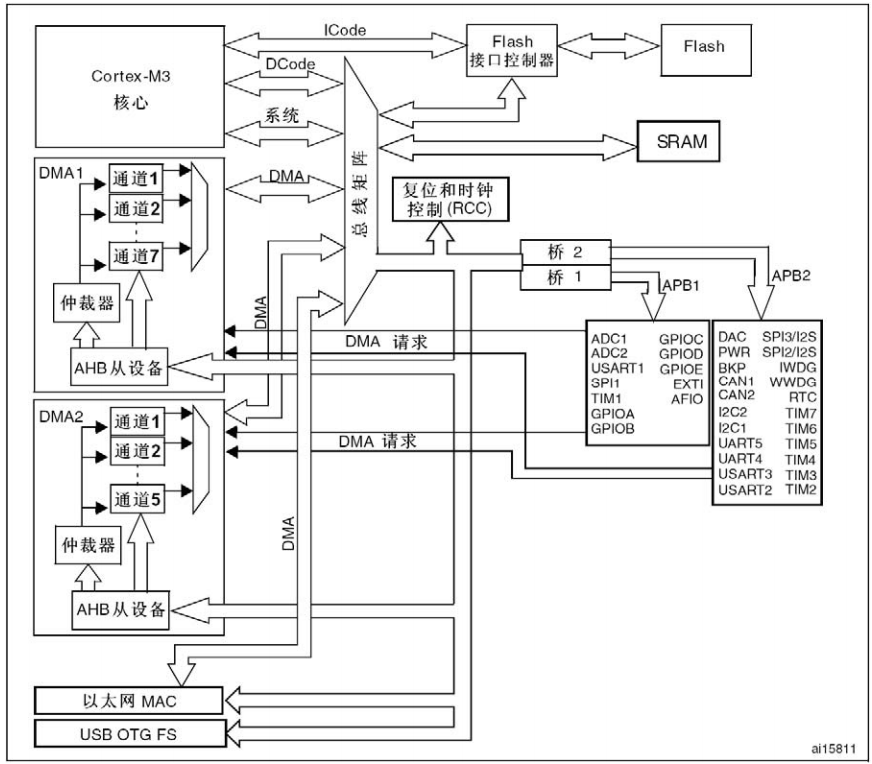 ICode
Cortex-M3
核心
Flash
接口控制器
Flash
DCode
系统
SRAM
DMA1
通道1
通道2
通道7
仲裁器
AHB从设备
DMA
总线矩阵
复位和时钟
控制(RCC)
桥 2
桥 1
APB1
APB2
DMA
DMA 请求
ADC1 GPIOC
ADC2 GPIOD
USART1 GPIOE
SPI1 EXTI
TIM1 AFIO
GPIOA
GPIOB
DAC SPI3/I2S
PWR SPI2/I2S
BKP IWDG
CAN1 WWDG
CAN2 RTC
I2C2 TIM7
I2C1 TIM6
UART5 TIM5
UART4 TIM4
USART3 TIM3
USART2 TIM2
DMA2
通道1
通道2
通道5
仲裁器
AHB从设备
DMA 请求
DMA
以太网 MAC
USB OTG FS
ai15811